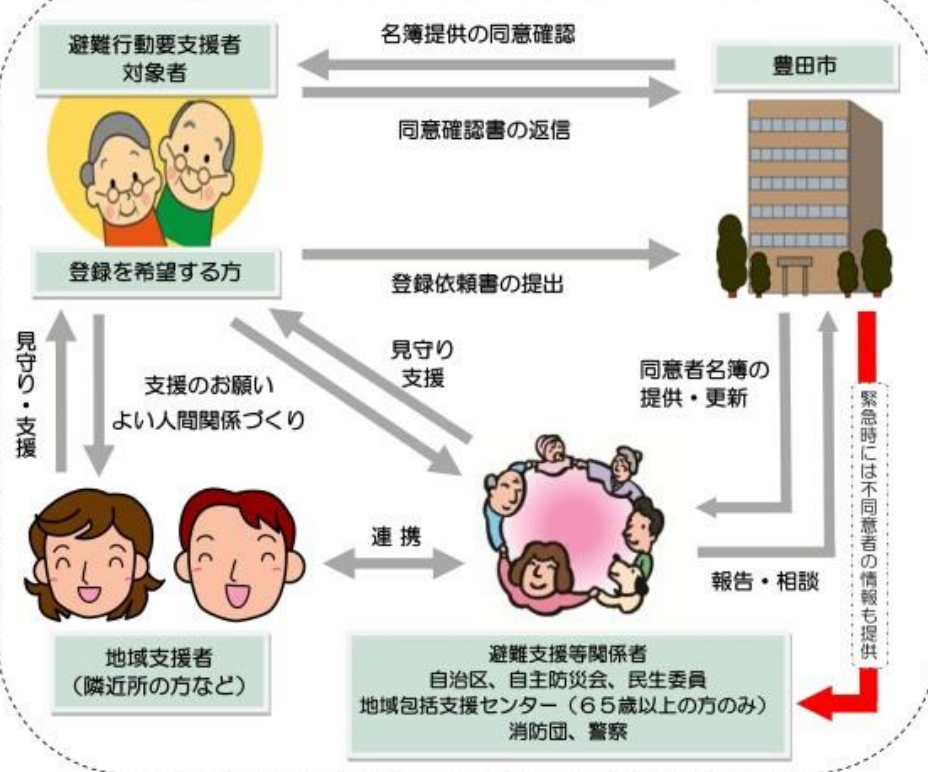 避難行動要支援者
対象者
名簿提供の同意確認
豊田市
同意確認書の返信
登録を希望する方
登録依頼書の提出
見守り・支援
支援のお願い
よい人間関係づくり
見守り
支援
同意者名簿の
提供・更新
緊急時には不同意者の情報も提供
連携
報告・相談
地域支援者
（隣近所の方など）
避難支援等関係者
自治区、自主防災会、民生委員
地域包括支援センター（６５歳以上の方のみ）
消防団、警察